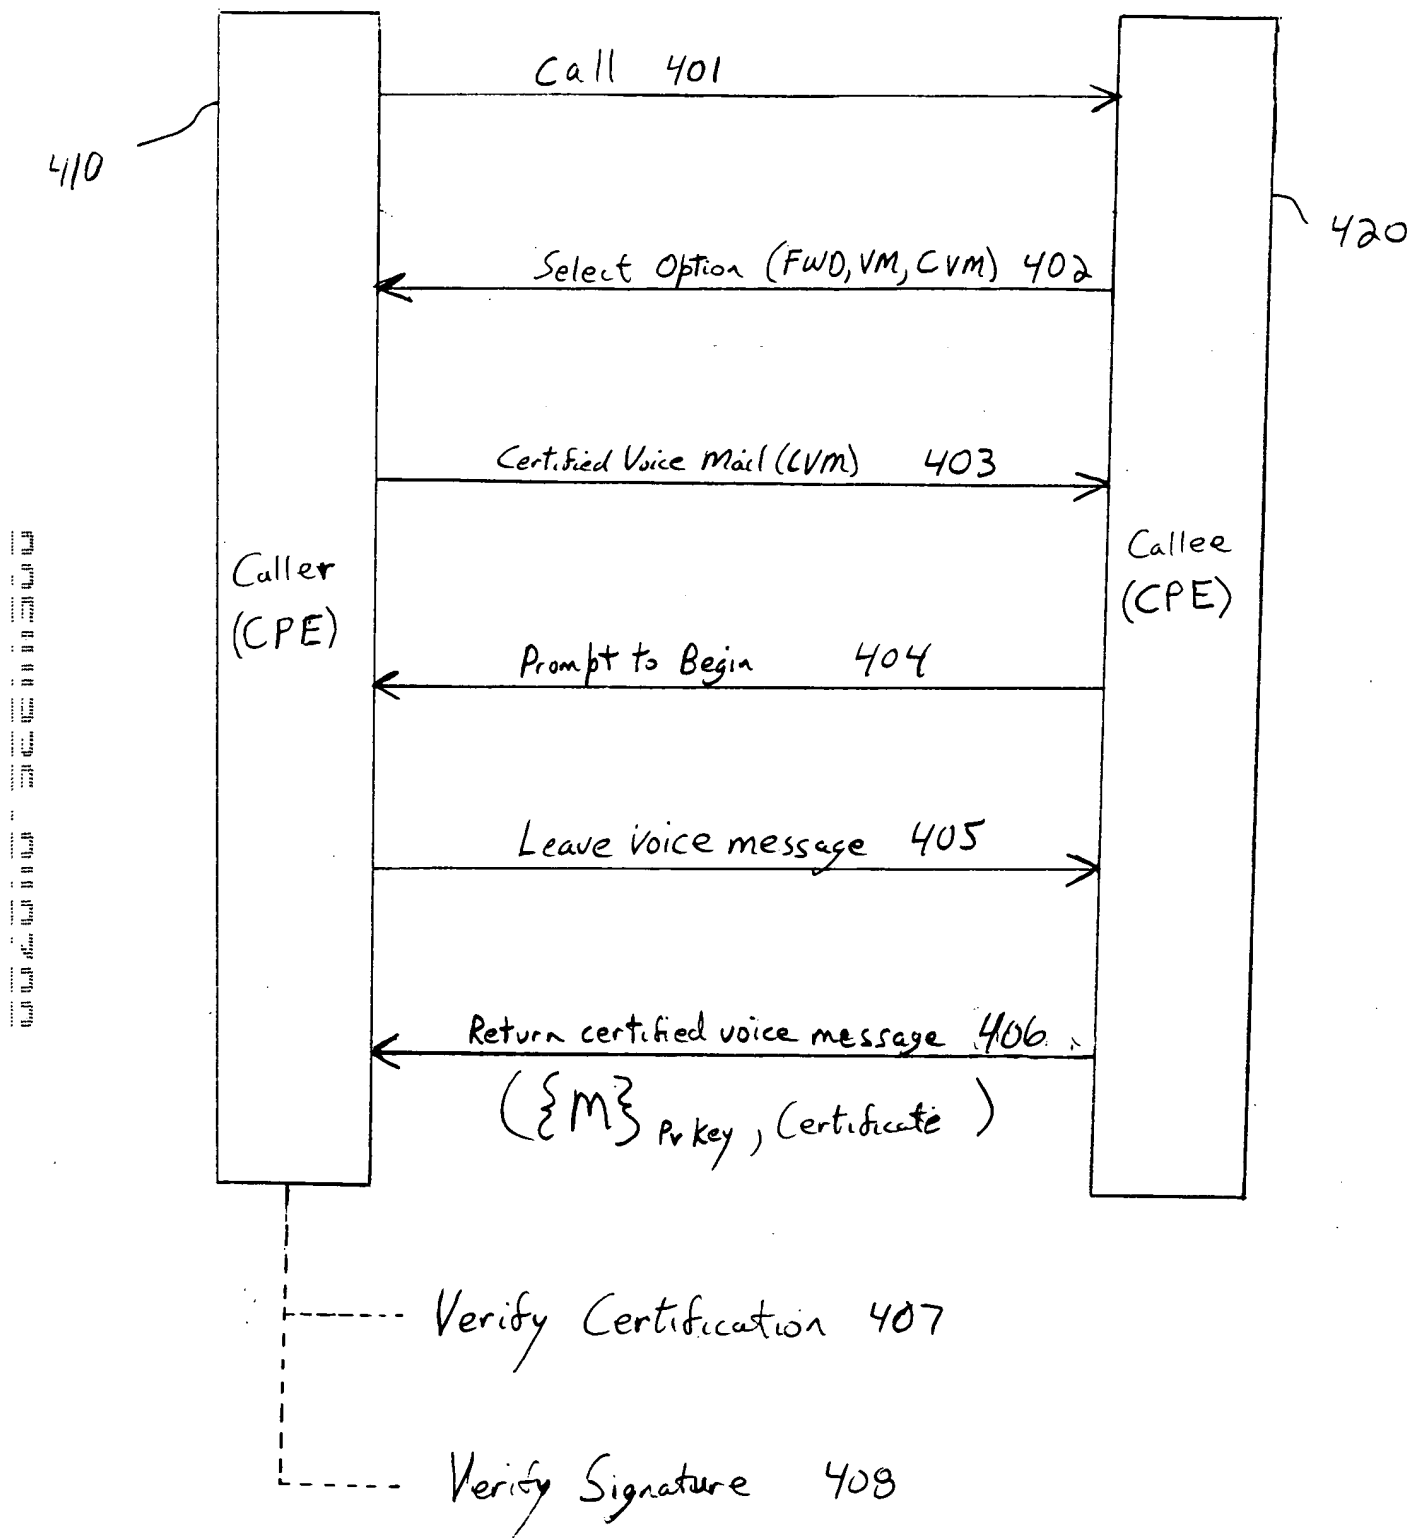 Call 401
410
420
Select Option (FWD, VM, CVM) 402
Certified Voice Mail (CVM) 403
Caller
(CPE)
Callee
(CPE)
Prompt to Begin 404
Leave voice message 405
Return certified voice message 406
({M} Pv Key, Certificate)
Verify Certification 407
Verify Signature 408